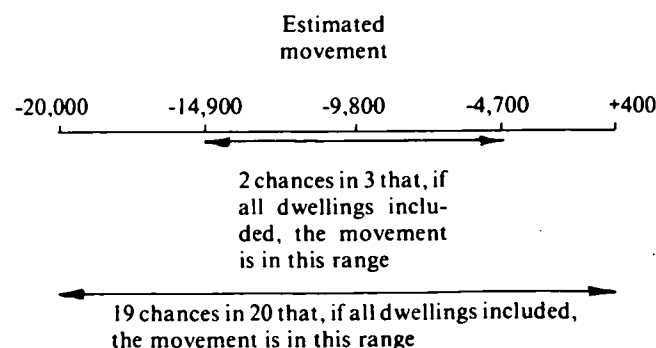 Estimated
movement
-20,000 -14,900 -9,800 -4,700 +400
2 chances in 3 that, if
all dwellings inclu-
ded, the movement
is in this range
19 chances in 20 that, if all dwellings included,
the movement is in this range